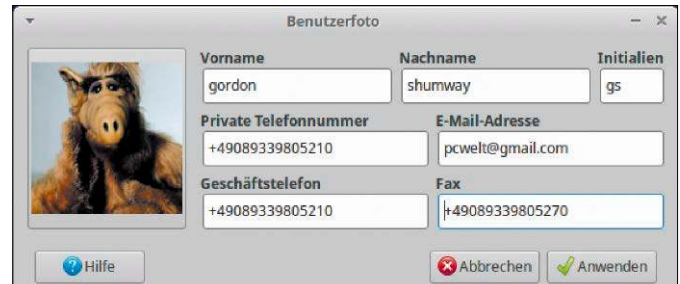 Benutzerfoto
Vorname Nachname Initialien
gordon shumway gs
Private Telefonnummer E-Mail-Adresse
+49089339805210 pcwelt@gmail.com
Geschäftstelefon Fax
+49089339805210 +49089339805270
Hilfe Abbrechen Anwenden